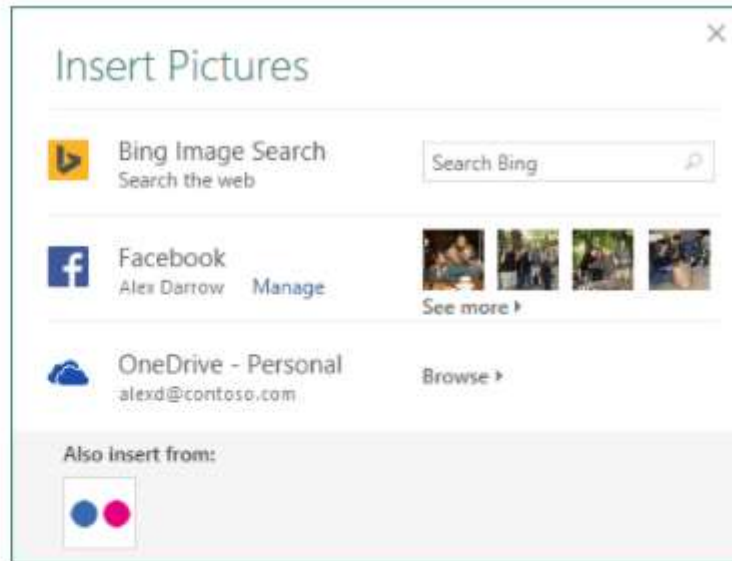 Insert Pictures
Bing Image Search
Search the web
Search Bing
Facebook
Alex Darrow Manage
See more
OneDrive - Personal
alexd@contoso.com
Browse
Also insert from: